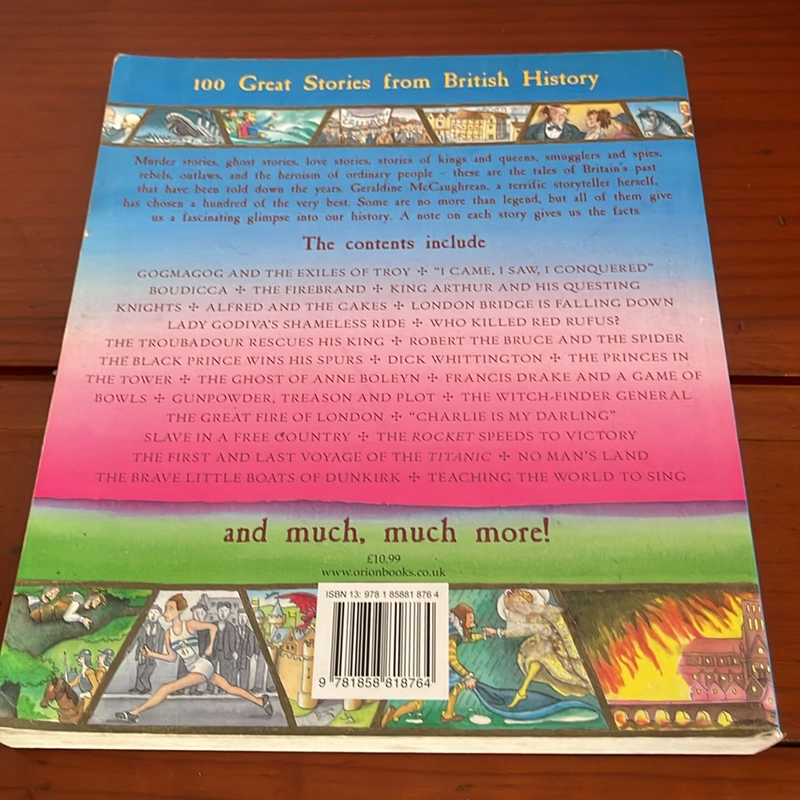 100 Great Stories from British History
Murder stories, ghost stories, love stories, stories of kings and queens, smugglers and spies,
rebels, outlaws, and the heroism of ordinary people – these are the tales of Britain's past
that have been told down the years. Geraldine McCaughrean, a terrific storyteller herself,
has chosen a hundred of the very best. Some are no more than legend, but all of them give
us a fascinating glimpse into our history. A note on each story gives us the facts.
The contents include
GOGMAGOG AND THE EXILES OF TROY ✣ "I CAME, I SAW, I CONQUERED"
BOUDICCA ✣ THE FIREBRAND ✣ KING ARTHUR AND HIS QUESTING
KNIGHTS ✣ ALFRED AND THE CAKES ✣ LONDON BRIDGE IS FALLING DOWN
LADY GODIVA'S SHAMELESS RIDE ✣ WHO KILLED RED RUFUS?
THE TROUBADOUR RESCUES HIS KING ✣ ROBERT THE BRUCE AND THE SPIDER
THE BLACK PRINCE WINS HIS SPURS ✣ DICK WHITTINGTON ✣ THE PRINCES IN
THE TOWER ✣ THE GHOST OF ANNE BOLEYN ✣ FRANCIS DRAKE AND A GAME OF
BOWLS ✣ GUNPOWDER, TREASON AND PLOT ✣ THE WITCH-FINDER GENERAL
THE GREAT FIRE OF LONDON ✣ "CHARLIE IS MY DARLING"
SLAVE IN A FREE COUNTRY ✣ THE ROCKET SPEEDS TO VICTORY
THE FIRST AND LAST VOYAGE OF THE TITANIC ✣ NO MAN'S LAND
THE BRAVE LITTLE BOATS OF DUNKIRK ✣ TEACHING THE WORLD TO SING
and much, much more!
£10.99
www.orionbooks.co.uk
ISBN 13: 978 1 85881 876 4
9 781858 818764